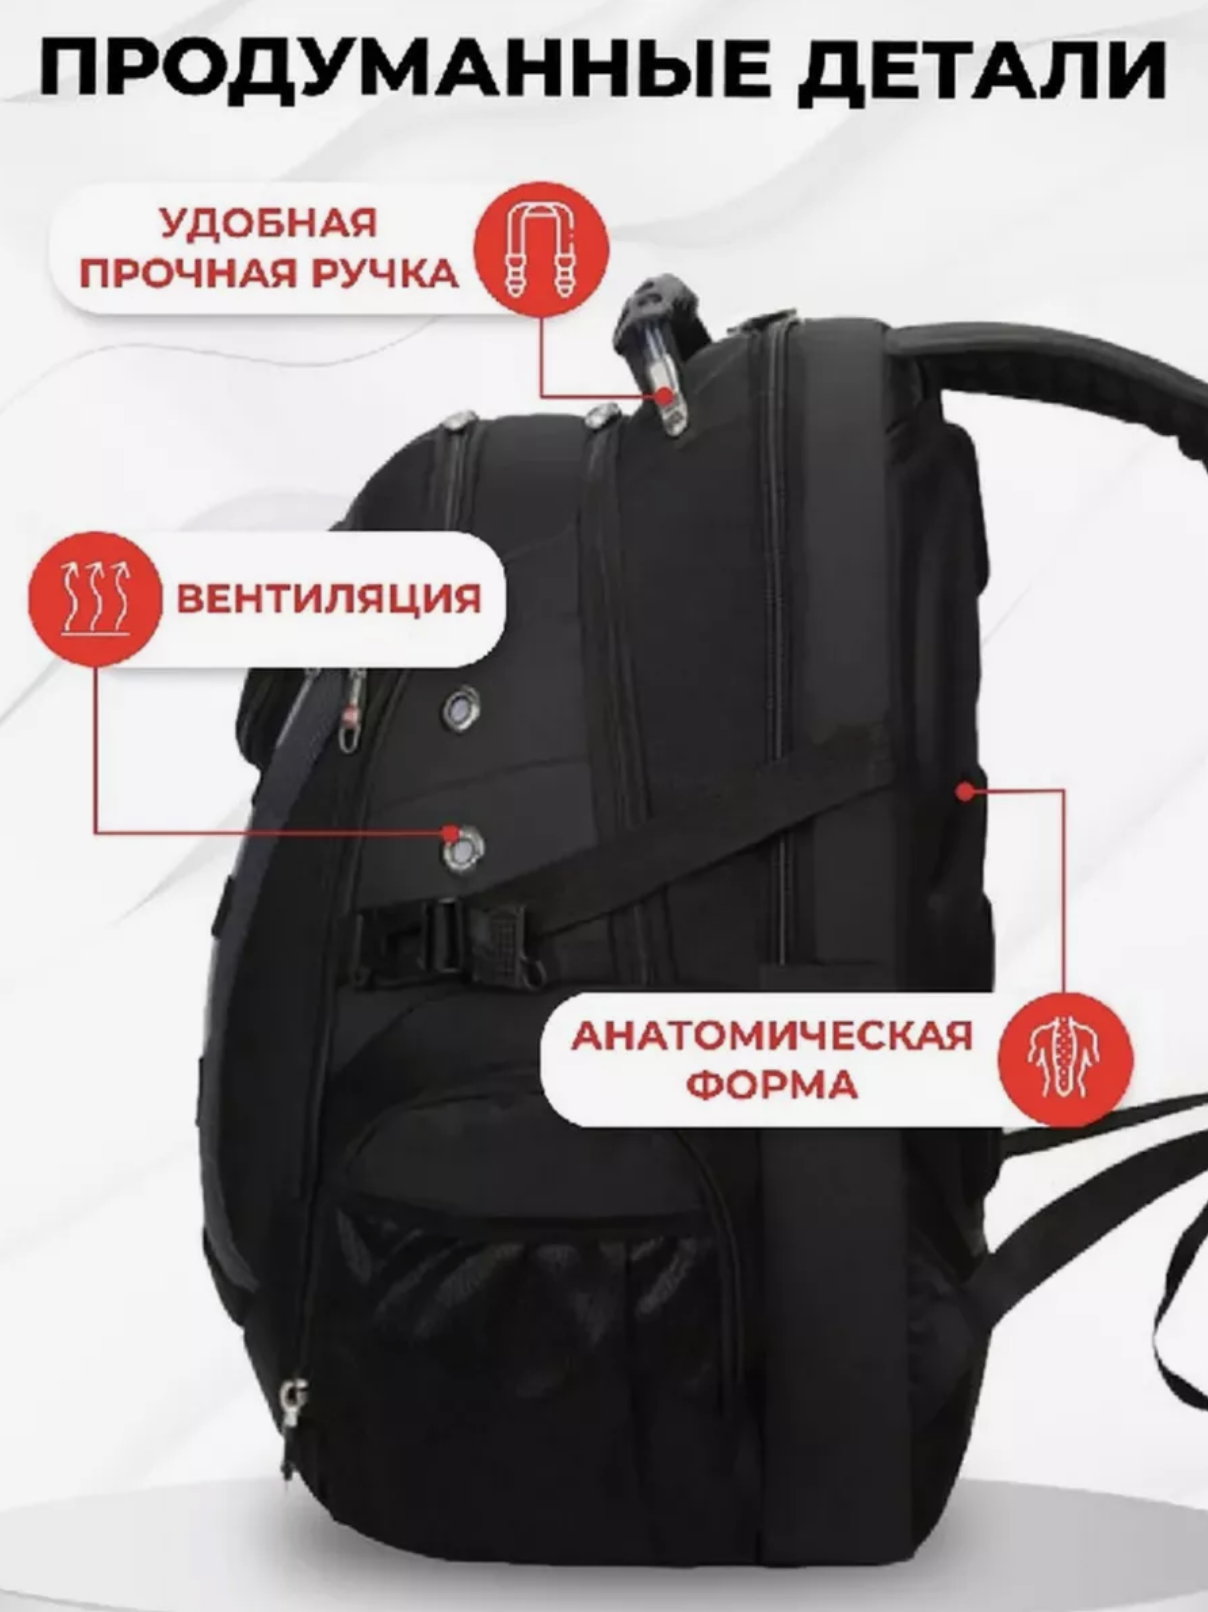 ПРОДУМАННЫЕ ДЕТАЛИ
УДОБНАЯ
ПРОЧНАЯ РУЧКА
ВЕНТИЛЯЦИЯ
АНАТОМИЧЕСКАЯ
ФОРМА